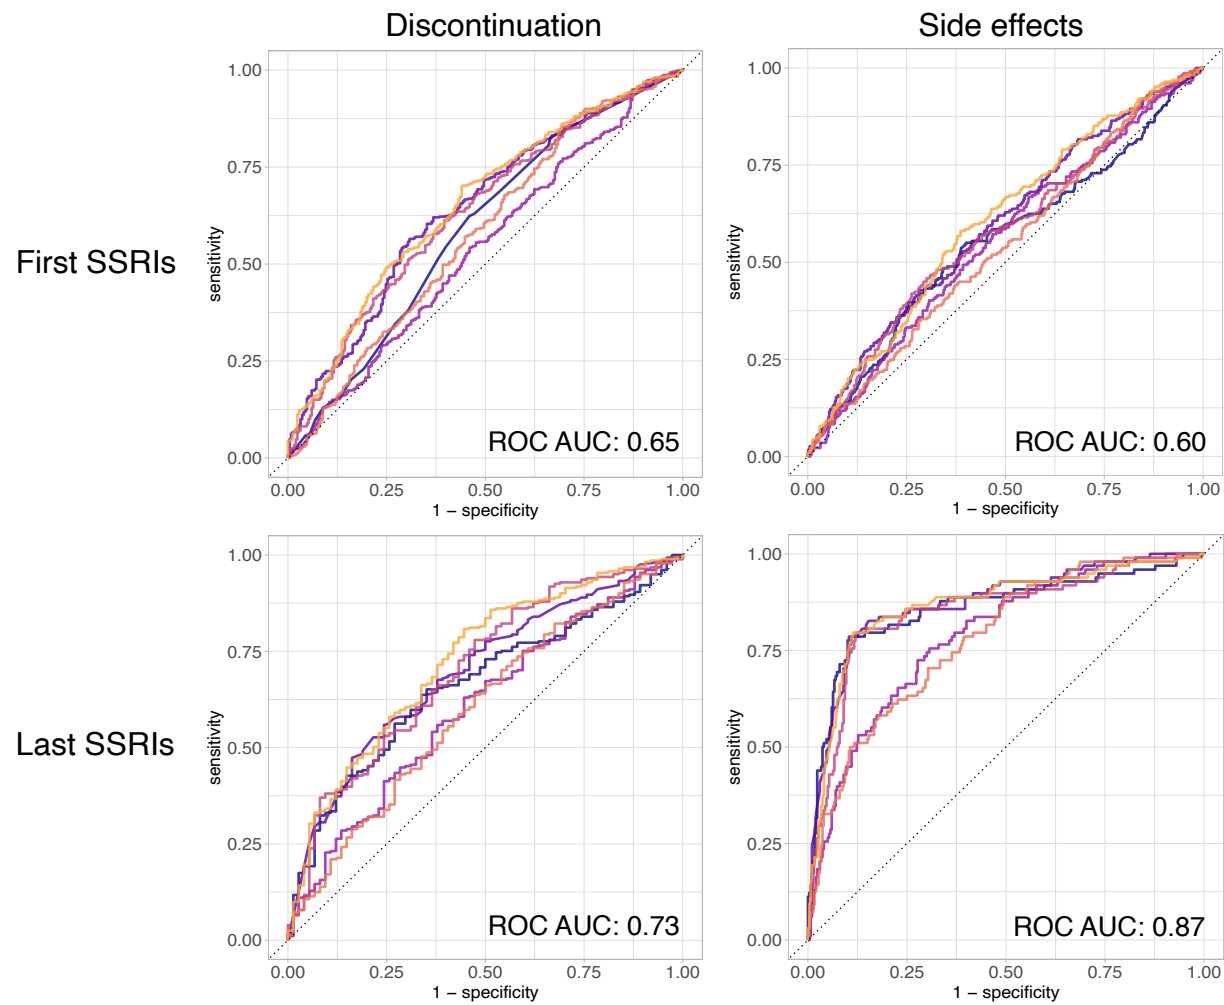 Discontinuation
Side effects
First SSRIs
sensitivity
1.00
0.75
0.50
0.25
0.00
ROC AUC: 0.65
0.00 0.25 0.50 0.75 1.00
1 − specificity
sensitivity
1.00
0.75
0.50
0.25
0.00
ROC AUC: 0.60
0.00 0.25 0.50 0.75 1.00
1 − specificity
Last SSRIs
sensitivity
1.00
0.75
0.50
0.25
0.00
ROC AUC: 0.73
0.00 0.25 0.50 0.75 1.00
1 − specificity
sensitivity
1.00
0.75
0.50
0.25
0.00
ROC AUC: 0.87
0.00 0.25 0.50 0.75 1.00
1 − specificity